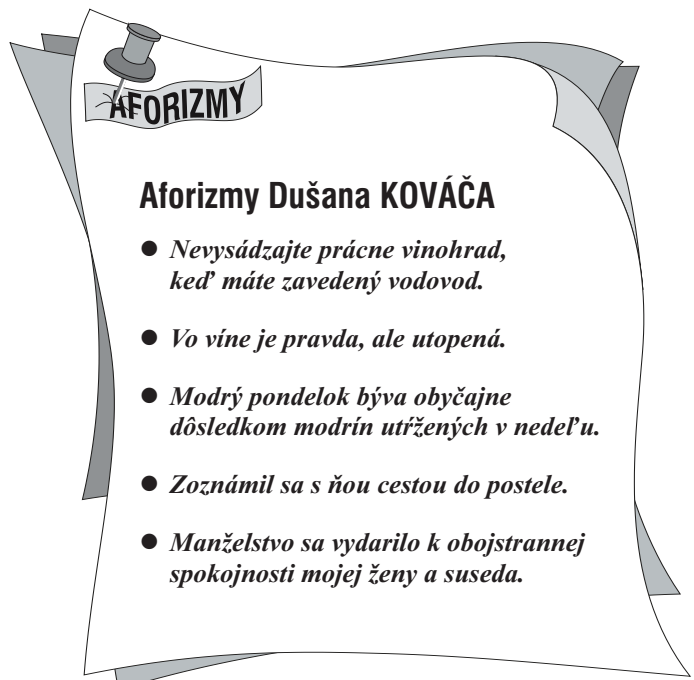 AFORIZMY
Aforizmy Dušana KOVÁČA
● Nevysádzajte prácne vinohrad,
keď máte zavedený vodovod.
● Vo víne je pravda, ale utopená.
● Modrý pondelok býva obyčajne
dôsledkom modrín utŕžených v nedeľu.
● Zoznámil sa s ňou cestou do postele.
● Manželstvo sa vydarilo k obojstrannej
spokojnosti mojej ženy a suseda.